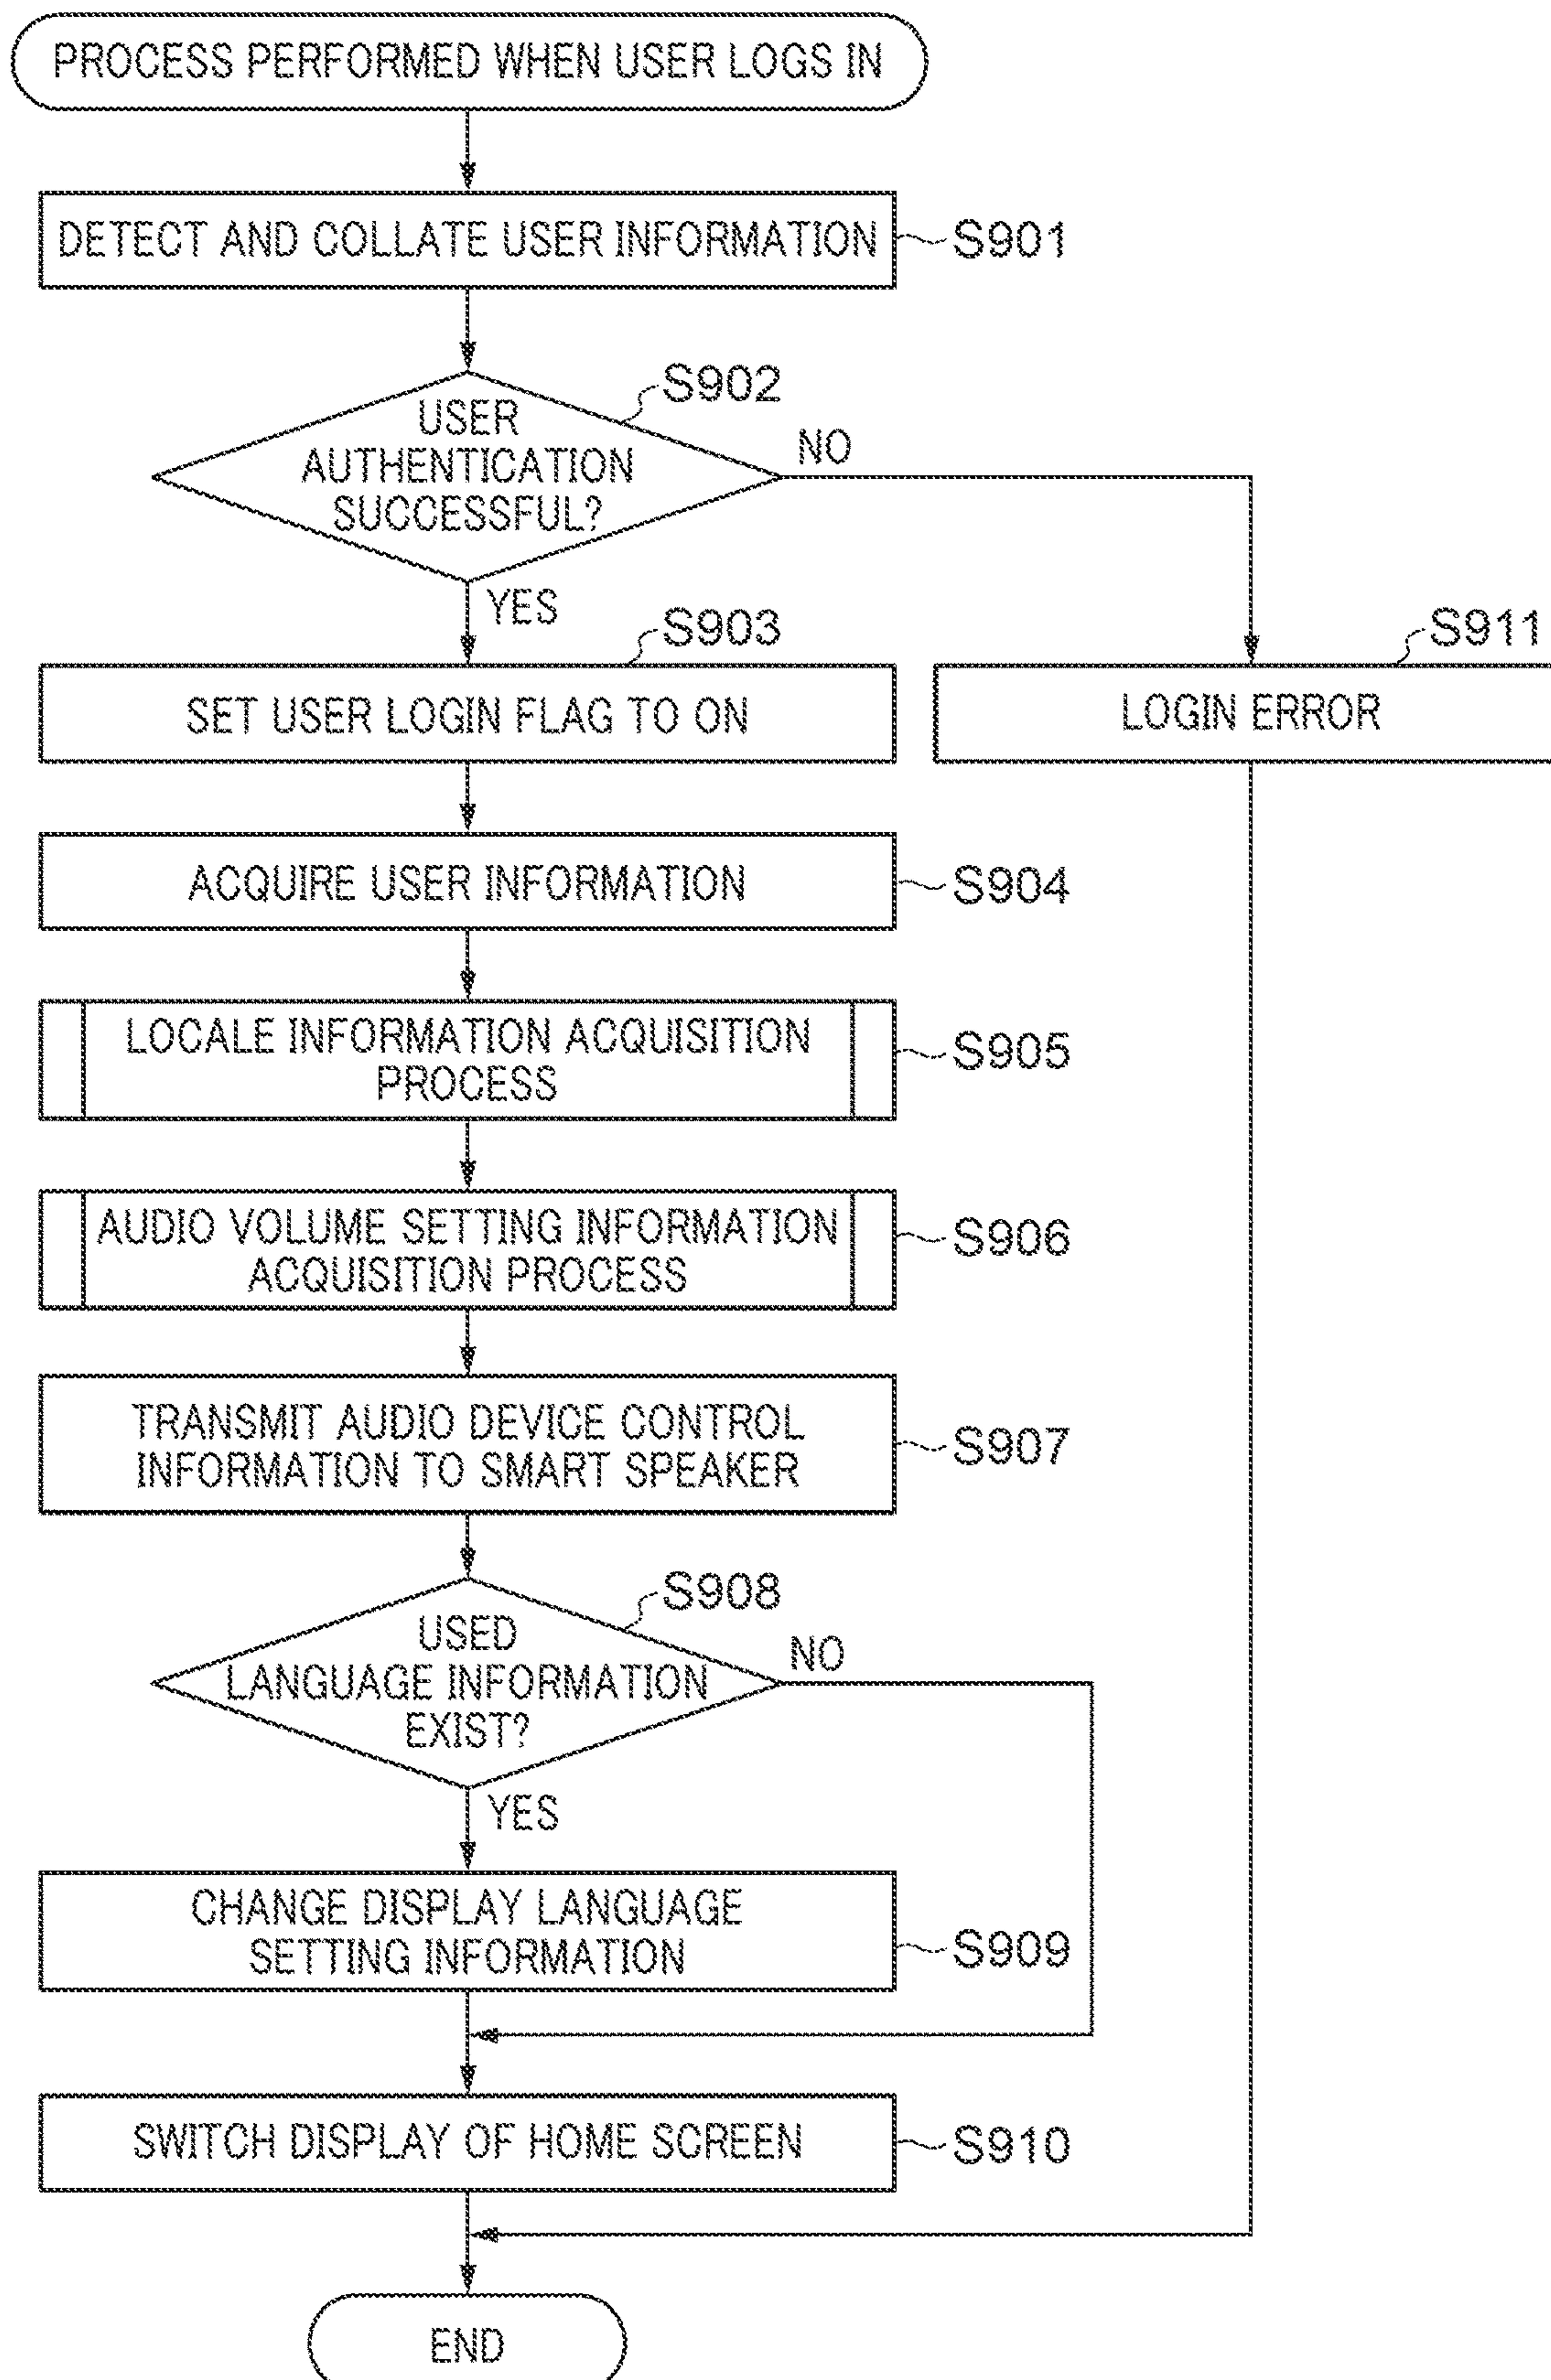 PROCESS PERFORMED WHEN USER LOGS IN
DETECT AND COLLATE USER INFORMATION
S901
S902
USER
AUTHENTICATION
SUCCESSFUL?
NO
YES
S903
SET USER LOGIN FLAG TO ON
S911
LOGIN ERROR
ACQUIRE USER INFORMATION
S904
LOCALE INFORMATION ACQUISITION
PROCESS
S905
AUDIO VOLUME SETTING INFORMATION
ACQUISITION PROCESS
S906
TRANSMIT AUDIO DEVICE CONTROL
INFORMATION TO SMART SPEAKER
S907
S908
USED
LANGUAGE INFORMATION
EXIST?
NO
YES
CHANGE DISPLAY LANGUAGE
SETTING INFORMATION
S909
SWITCH DISPLAY OF HOME SCREEN
S910
END